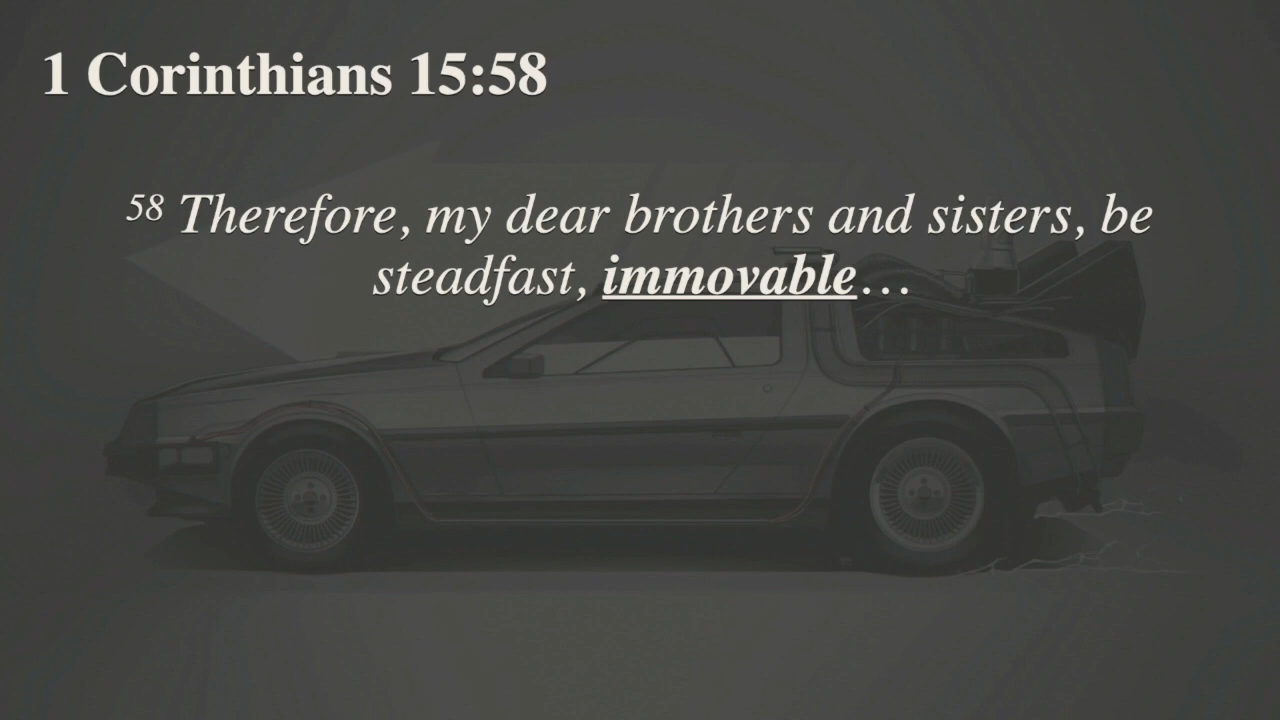 1 Corinthians 15:58
58 Therefore, my dear brothers and sisters, be
steadfast, immovable…